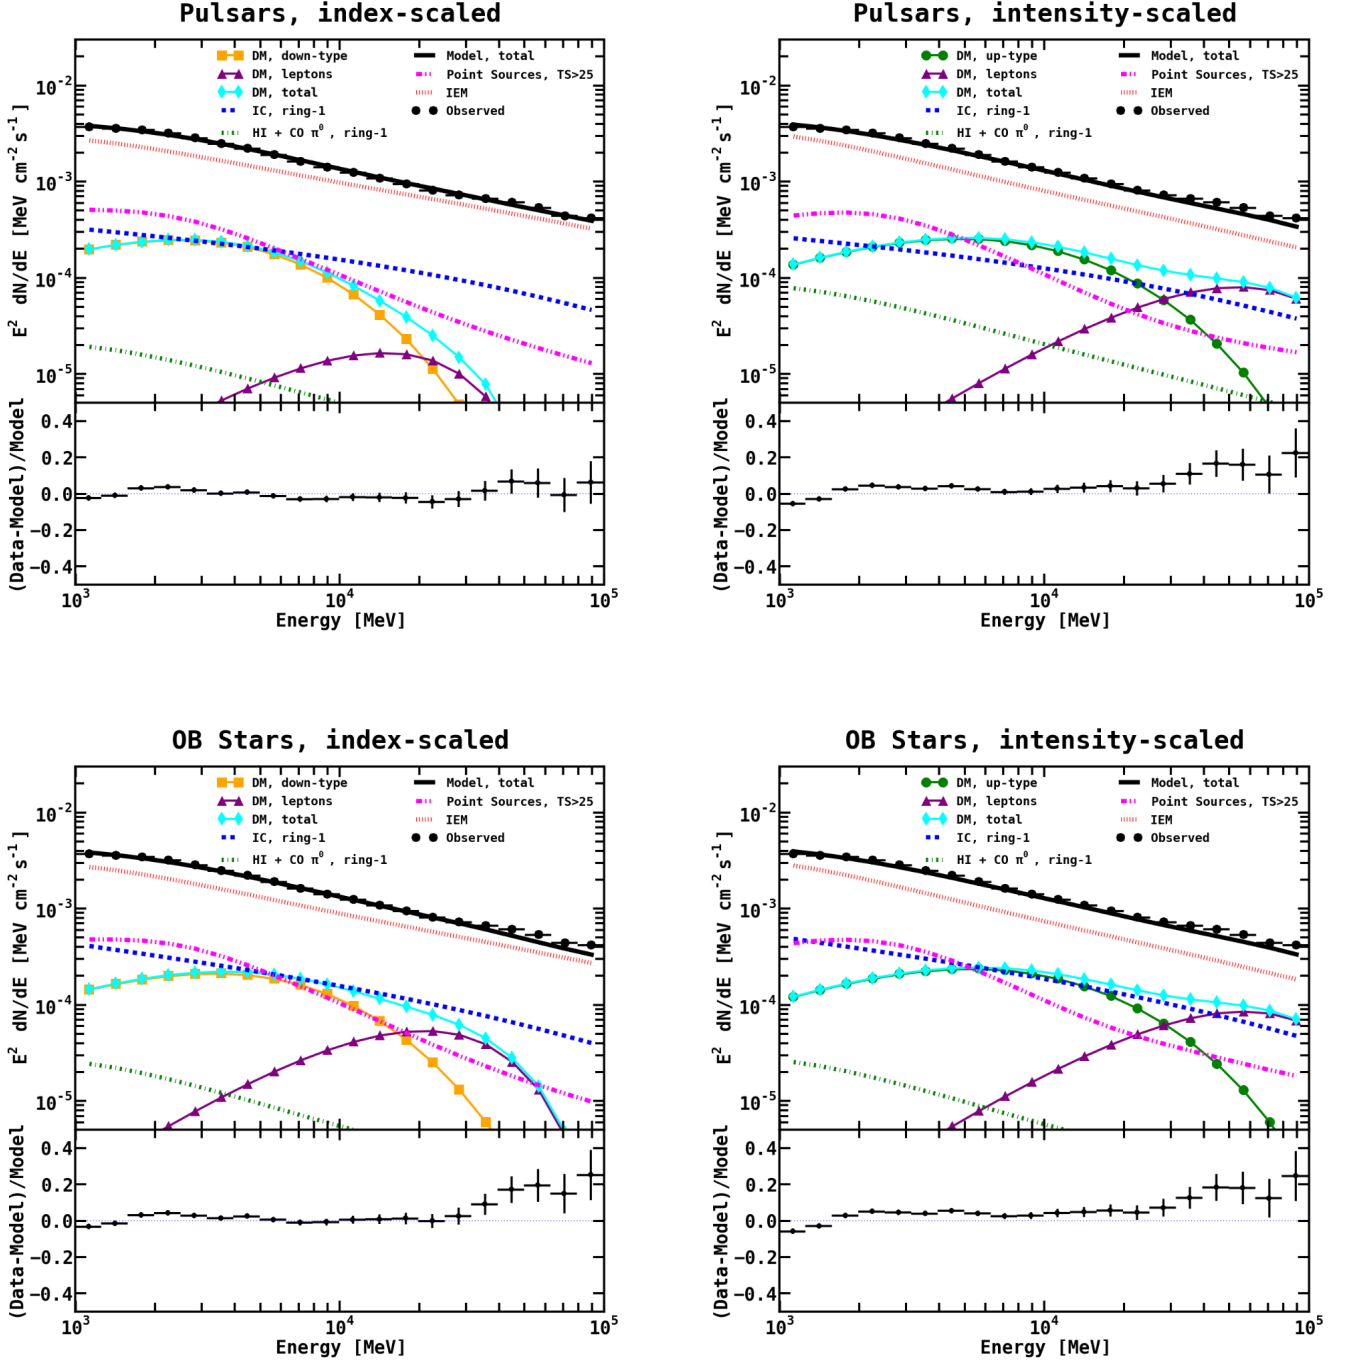 Pulsars, index-scaled
DM, down-type
DM, leptons
DM, total
IC, ring-1
HI + CO π⁰ , ring-1
Model, total
Point Sources, TS>25
IEM
Observed
E² dN/dE [MeV cm⁻² s⁻¹]
10⁻²
10⁻³
10⁻⁴
10⁻⁵
(Data-Model)/Model
0.4
0.2
0.0
−0.2
−0.4
10³
10⁴
10⁵
Energy [MeV]
Pulsars, intensity-scaled
DM, up-type
DM, leptons
DM, total
IC, ring-1
HI + CO π⁰ , ring-1
Model, total
Point Sources, TS>25
IEM
Observed
E² dN/dE [MeV cm⁻² s⁻¹]
10⁻²
10⁻³
10⁻⁴
10⁻⁵
(Data-Model)/Model
0.4
0.2
0.0
−0.2
−0.4
10³
10⁴
10⁵
Energy [MeV]
OB Stars, index-scaled
DM, down-type
DM, leptons
DM, total
IC, ring-1
HI + CO π⁰ , ring-1
Model, total
Point Sources, TS>25
IEM
Observed
E² dN/dE [MeV cm⁻² s⁻¹]
10⁻²
10⁻³
10⁻⁴
10⁻⁵
(Data-Model)/Model
0.4
0.2
0.0
−0.2
−0.4
10³
10⁴
10⁵
Energy [MeV]
OB Stars, intensity-scaled
DM, up-type
DM, leptons
DM, total
IC, ring-1
HI + CO π⁰ , ring-1
Model, total
Point Sources, TS>25
IEM
Observed
E² dN/dE [MeV cm⁻² s⁻¹]
10⁻²
10⁻³
10⁻⁴
10⁻⁵
(Data-Model)/Model
0.4
0.2
0.0
−0.2
−0.4
10³
10⁴
10⁵
Energy [MeV]